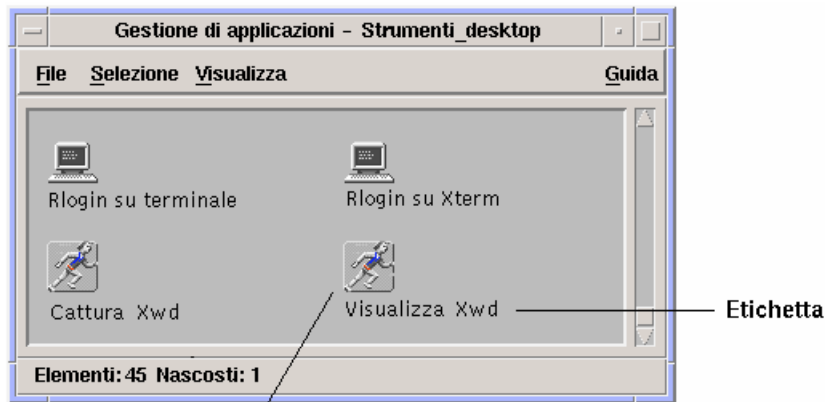 Gestione di applicazioni - Strumenti_desktop
File Selezione Visualizza Guida
Rlogin su terminale Rlogin su Xterm
Cattura Xwd Visualizza Xwd Etichetta
Elementi: 45 Nascosti: 1